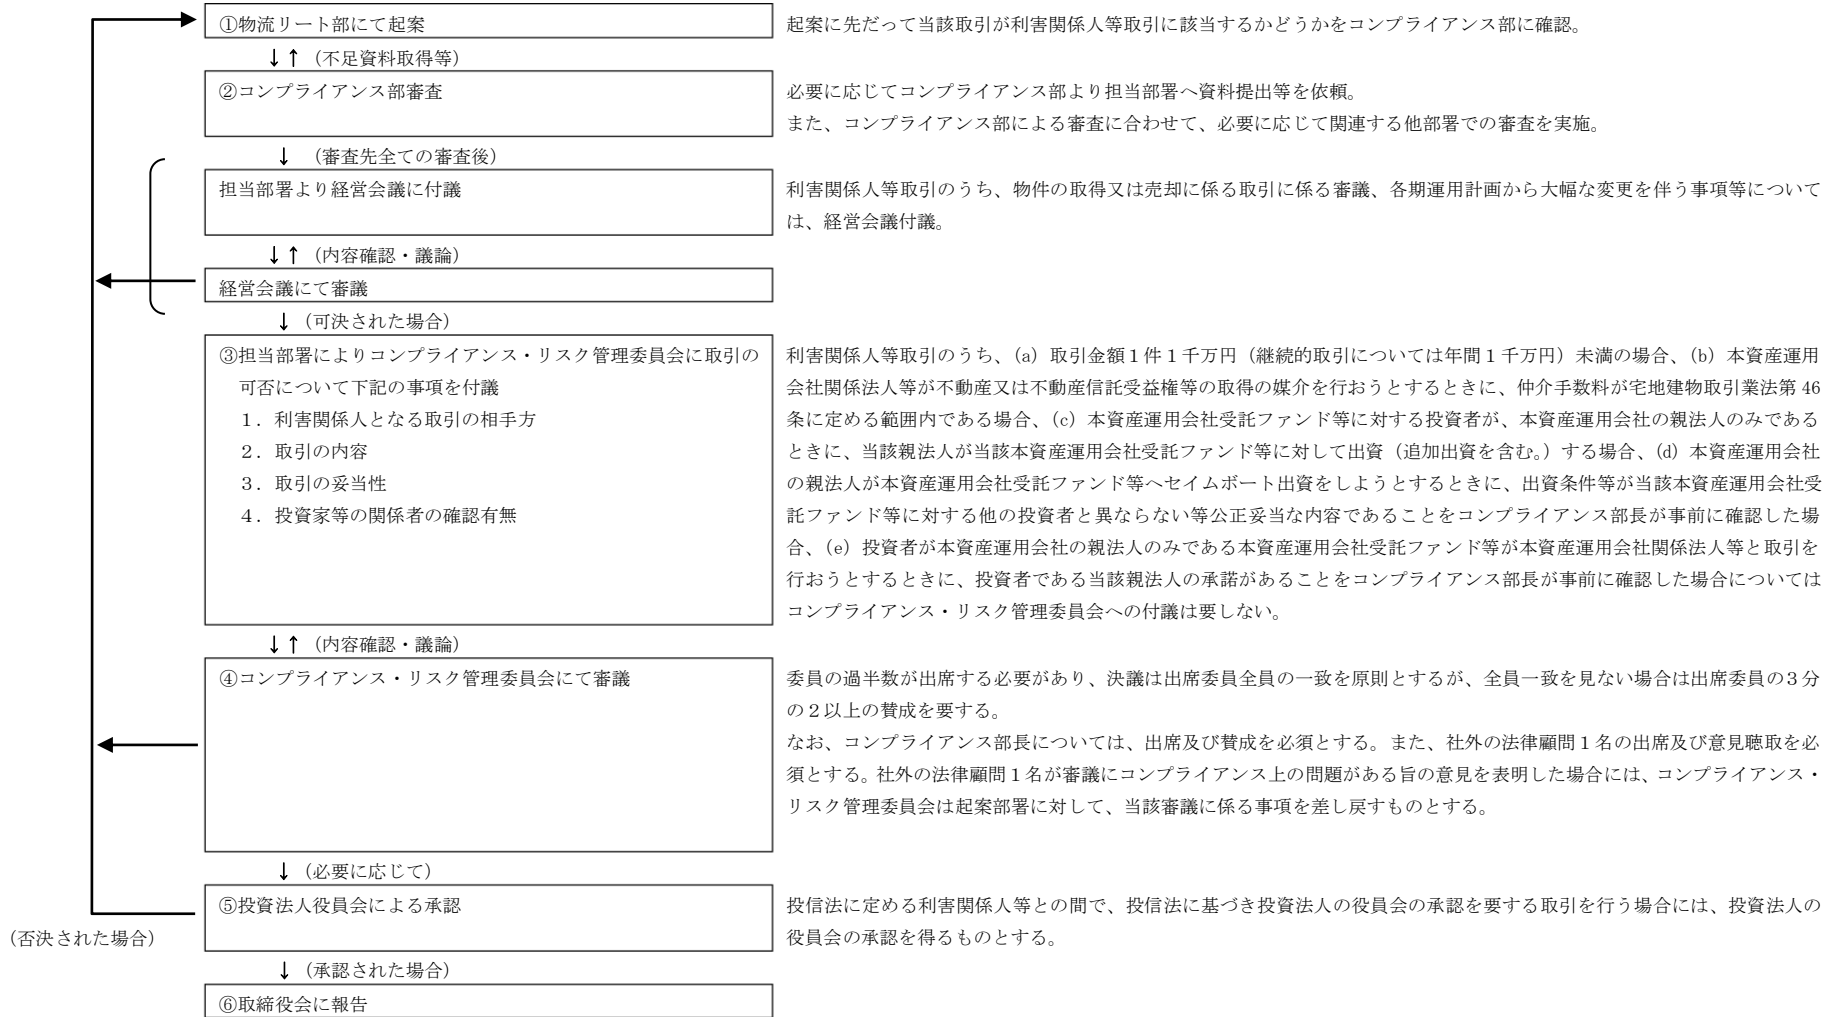 ①物流リート部にて起案
起案に先だって当該取引が利害関係人等取引に該当するかどうかをコンプライアンス部に確認。
↓↑（不足資料取得等）
②コンプライアンス部審査
必要に応じてコンプライアンス部より担当部署へ資料提出等を依頼。
また、コンプライアンス部による審査に合わせて、必要に応じて関連する他部署での審査を実施。
↓（審査先全ての審査後）
担当部署より経営会議に付議
利害関係人等取引のうち、物件の取得又は売却に係る取引に係る審議、各期運用計画から大幅な変更を伴う事項等について
は、経営会議付議。
↓↑（内容確認・議論）
経営会議にて審議
↓（可決された場合）
③担当部署によりコンプライアンス・リスク管理委員会に取引の
可否について下記の事項を付議
１．利害関係人となる取引の相手方
２．取引の内容
３．取引の妥当性
４．投資家等の関係者の確認有無
利害関係人等取引のうち、(a) 取引金額１件１千万円（継続的取引については年間１千万円）未満の場合、(b) 本資産運用
会社関係法人等が不動産又は不動産信託受益権等の取得の媒介を行おうとするときに、仲介手数料が宅地建物取引業法第 46
条に定める範囲内である場合、(c) 本資産運用会社受託ファンド等に対する投資者が、本資産運用会社の親法人のみである
ときに、当該親法人が当該本資産運用会社受託ファンド等に対して出資（追加出資を含む。）する場合、(d) 本資産運用会社
の親法人が本資産運用会社受託ファンド等へセイムボート出資をしようとするときに、出資条件等が当該本資産運用会社受
託ファンド等に対する他の投資者と異ならない等公正妥当な内容であることをコンプライアンス部長が事前に確認した場
合、(e) 投資者が本資産運用会社の親法人のみである本資産運用会社受託ファンド等が本資産運用会社関係法人等と取引を
行おうとするときに、投資者である当該親法人の承諾があることをコンプライアンス部長が事前に確認した場合については
コンプライアンス・リスク管理委員会への付議は要しない。
↓↑（内容確認・議論）
④コンプライアンス・リスク管理委員会にて審議
委員の過半数が出席する必要があり、決議は出席委員全員の一致を原則とするが、全員一致を見ない場合は出席委員の３分
の２以上の賛成を要する。
なお、コンプライアンス部長については、出席及び賛成を必須とする。また、社外の法律顧問１名の出席及び意見聴取を必
須とする。社外の法律顧問１名が審議にコンプライアンス上の問題がある旨の意見を表明した場合には、コンプライアンス・
リスク管理委員会は起案部署に対して、当該審議に係る事項を差し戻すものとする。
↓（必要に応じて）
⑤投資法人役員会による承認
投信法に定める利害関係人等との間で、投信法に基づき投資法人の役員会の承認を要する取引を行う場合には、投資法人の
役員会の承認を得るものとする。
（否決された場合）
↓（承認された場合）
⑥取締役会に報告